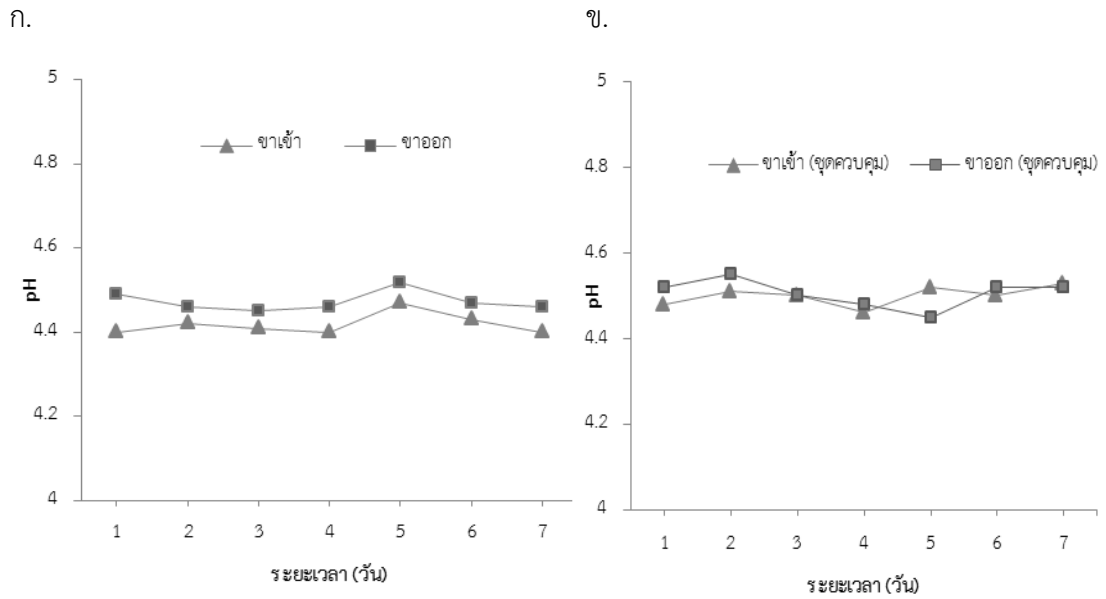 ก.
5
ขาเข้า ขาออก
4.8
4.6
pH
4.4
4.2
4
1 2 3 4 5 6 7
ระยะเวลา (วัน)
ข.
5
4.8
ขาเข้า (ชุดควบคุม) ขาออก (ชุดควบคุม)
4.6
pH
4.4
4.2
4
1 2 3 4 5 6 7
ระยะเวลา (วัน)